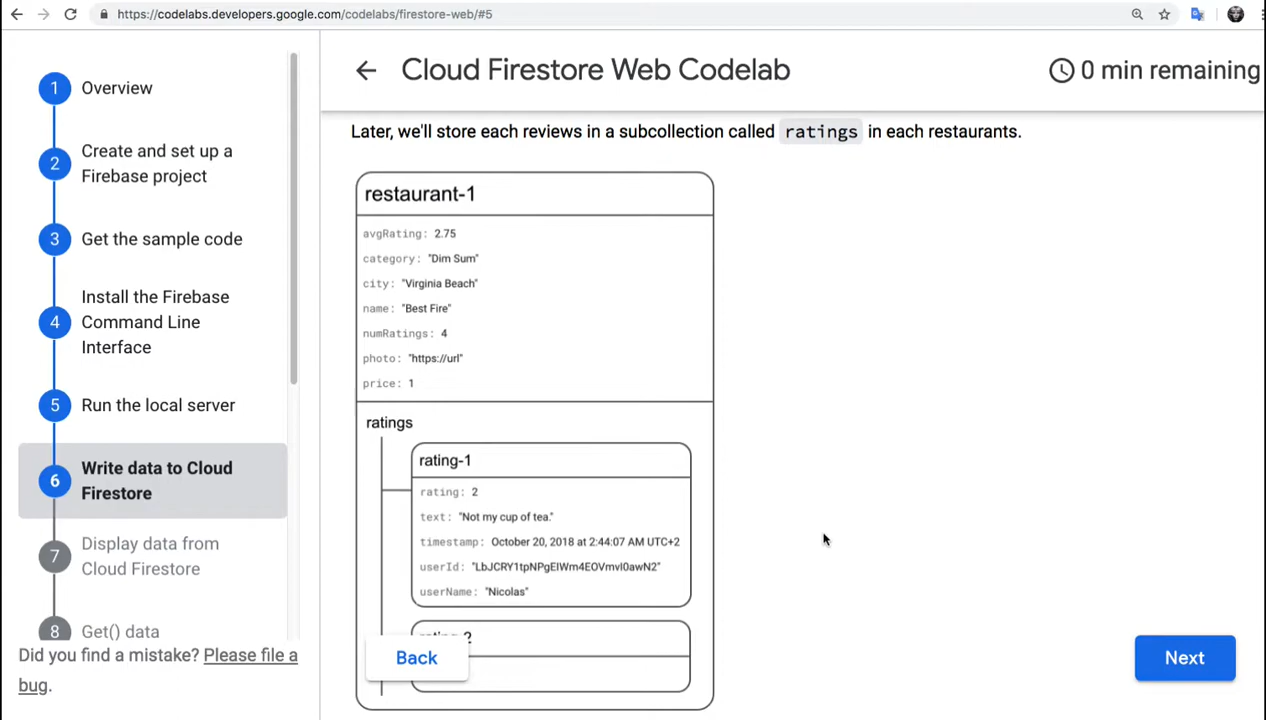 https://codelabs.developers.google.com/codelabs/firestore-web/#5
1 Overview
2 Create and set up a
Firebase project
3 Get the sample code
4 Install the Firebase
Command Line
Interface
5 Run the local server
6 Write data to Cloud
Firestore
7 Display data from
Cloud Firestore
8 Get() data
Did you find a mistake? Please file a
bug.
Cloud Firestore Web Codelab
0 min remaining
Later, we'll store each reviews in a subcollection called ratings in each restaurants.
restaurant-1
avgRating: 2.75
category: "Dim Sum"
city: "Virginia Beach"
name: "Best Fire"
numRatings: 4
photo: "https://url"
price: 1
ratings
rating-1
rating: 2
text: "Not my cup of tea."
timestamp: October 20, 2018 at 2:44:07 AM UTC+2
userId: "LbJCRY1tpNPgEIWm4EOVmvl0awN2"
userName: "Nicolas"
rating-2
Back
Next